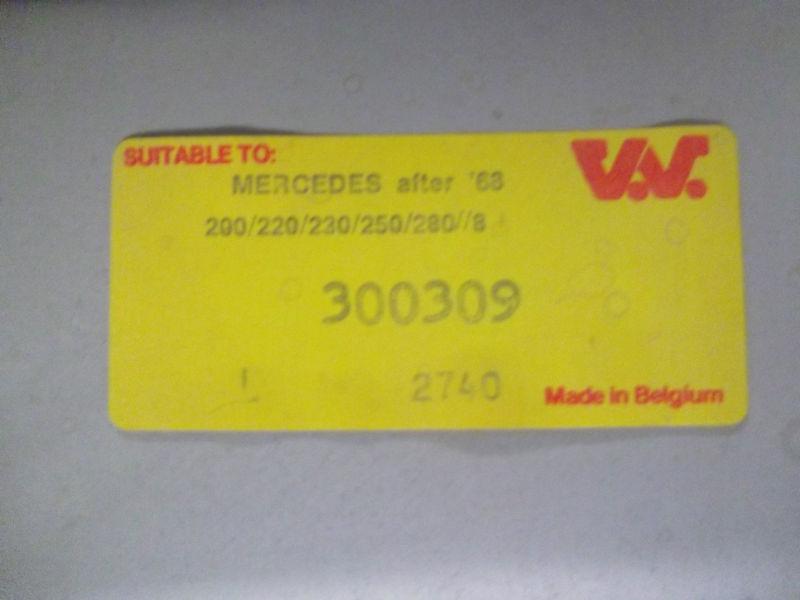 SUITABLE TO:
V.V.
MERCEDES after '68
200/220/230/250/280//8
300309
L 2740
Made in Belgium